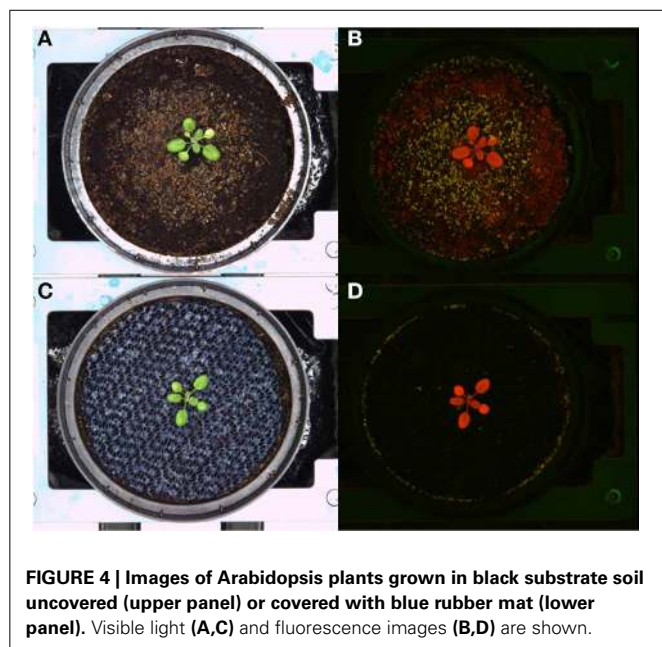 A
B
C
D
FIGURE 4 | Images of Arabidopsis plants grown in black substrate soil
uncovered (upper panel) or covered with blue rubber mat (lower
panel). Visible light (A,C) and fluorescence images (B,D) are shown.